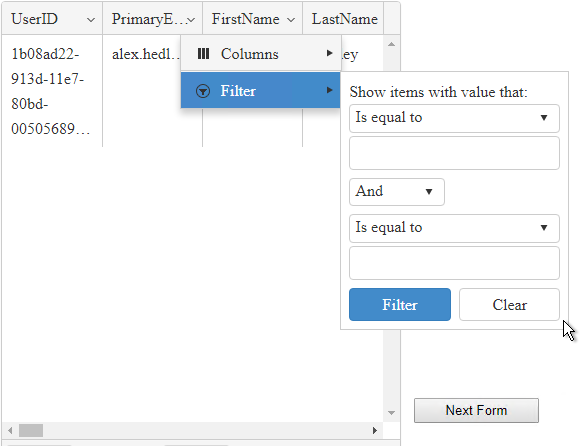 UserID PrimaryE... FirstName LastName
1b08ad22-
913d-11e7-
80bd-
00505689...
alex.hedl...
ey
Columns
Filter
Show items with value that:
Is equal to
And
Is equal to
Filter Clear
Next Form